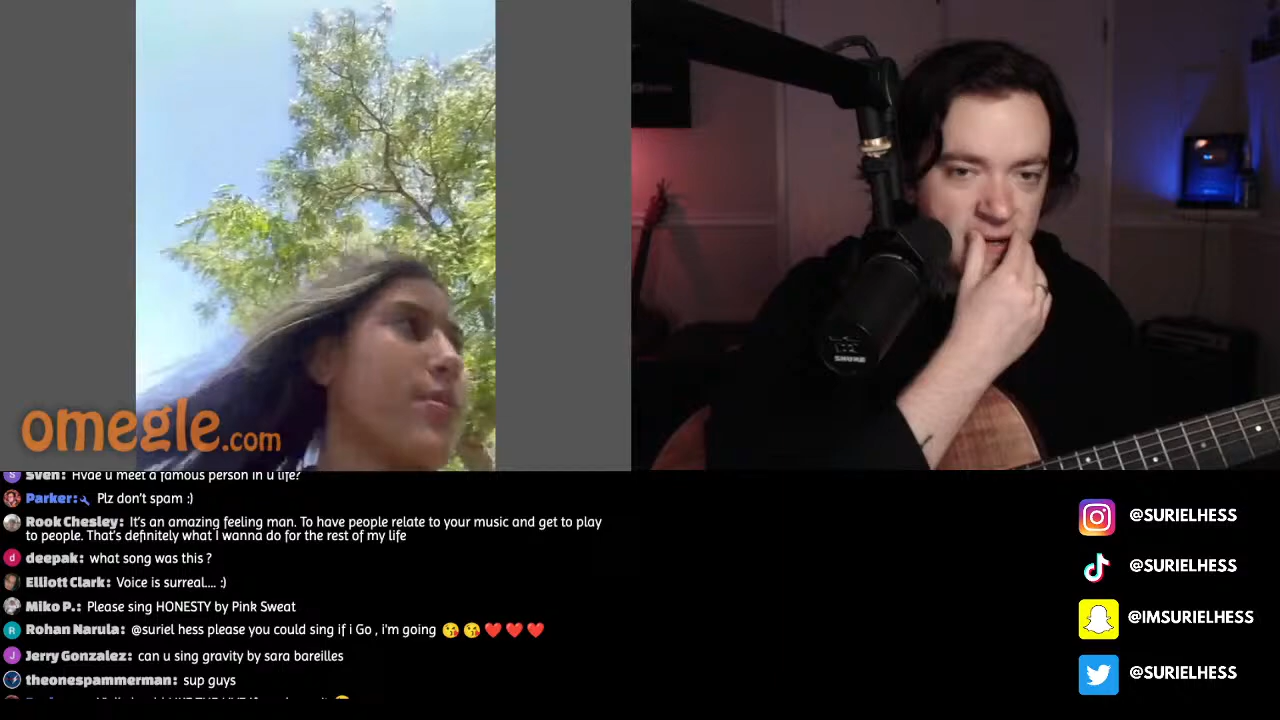 omegle.com
Sven: Hvae u meet a famous person in u life?
Parker: Plz don't spam :)
Rook Chesley: It's an amazing feeling man. To have people relate to your music and get to play
to people. That's definitely what I wanna do for the rest of my life
deepak: what song was this ?
Elliott Clark: Voice is surreal.... :)
Miko P.: Please sing HONESTY by Pink Sweat
Rohan Narula: @suriel hess please you could sing if i Go , i'm going 😘 😘 ❤️ ❤️ ❤️
Jerry Gonzalez: can u sing gravity by sara bareilles
theonespammerman: sup guys
SHURE
@SURIELHESS
@SURIELHESS
@IMSURIELHESS
@SURIELHESS